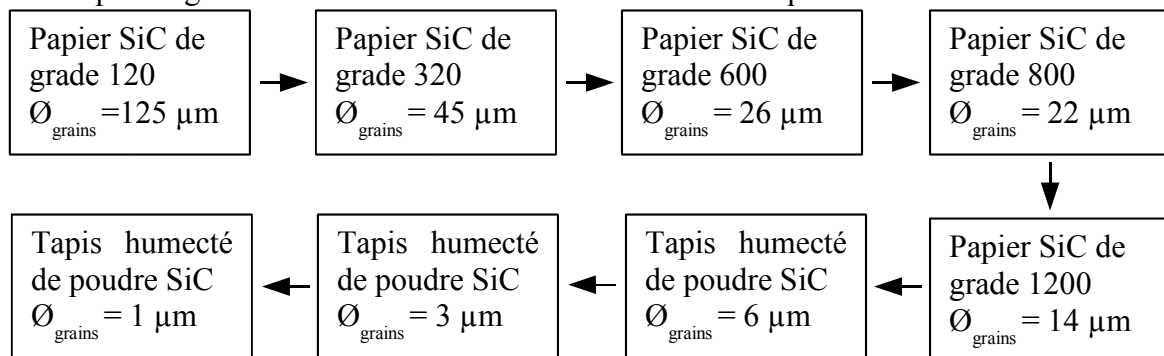 Papier SiC de
grade 120
Øgrains =125 µm
Papier SiC de
grade 320
Øgrains = 45 µm
Papier SiC de
grade 600
Øgrains = 26 µm
Papier SiC de
grade 800
Øgrains = 22 µm
Papier SiC de
grade 1200
Øgrains = 14 µm
Tapis humecté
de poudre SiC
Øgrains = 6 µm
Tapis humecté
de poudre SiC
Øgrains = 3 µm
Tapis humecté
de poudre SiC
Øgrains = 1 µm